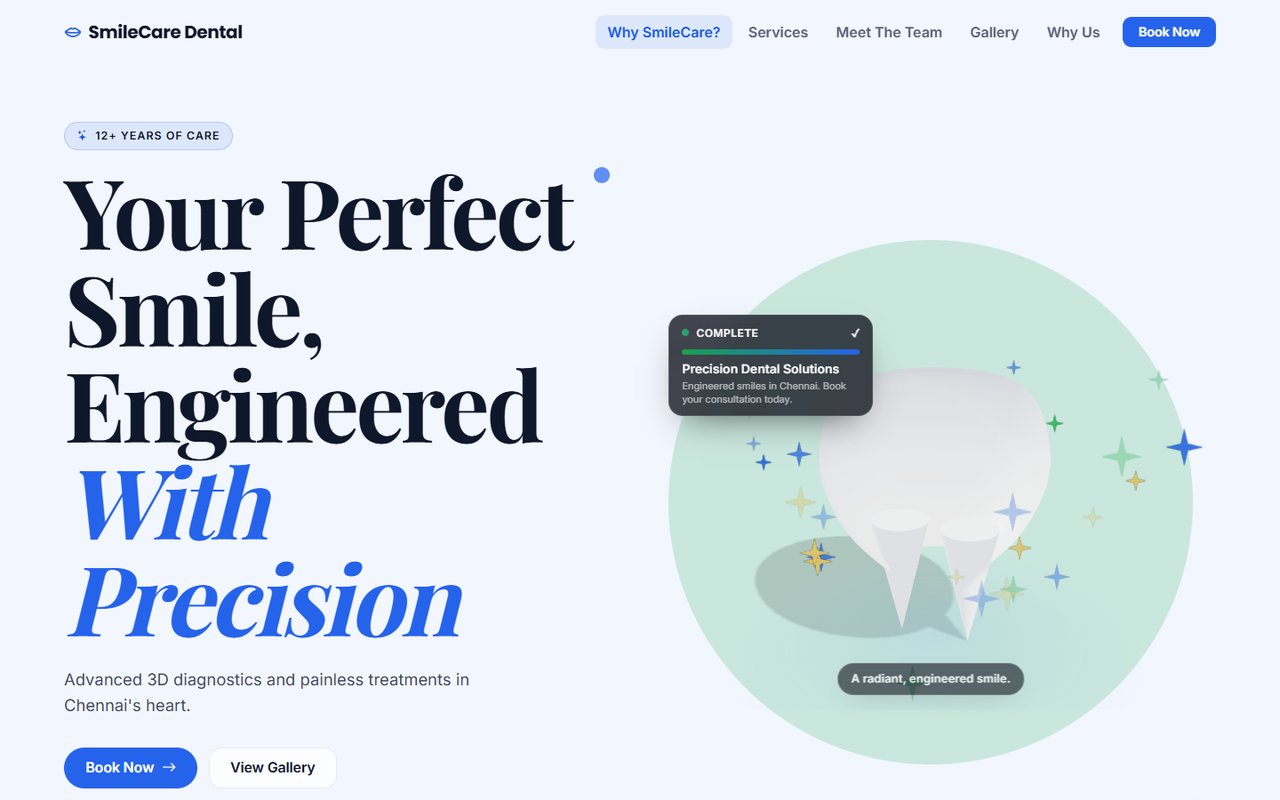 SmileCare Dental
Why SmileCare?
Services
Meet The Team
Gallery
Why Us
Book Now
12+ YEARS OF CARE
Your Perfect
Smile,
Engineered
With
Precision
Advanced 3D diagnostics and painless treatments in
Chennai's heart.
Book Now →
View Gallery
COMPLETE ✓
Precision Dental Solutions
Engineered smiles in Chennai. Book
your consultation today.
A radiant, engineered smile.